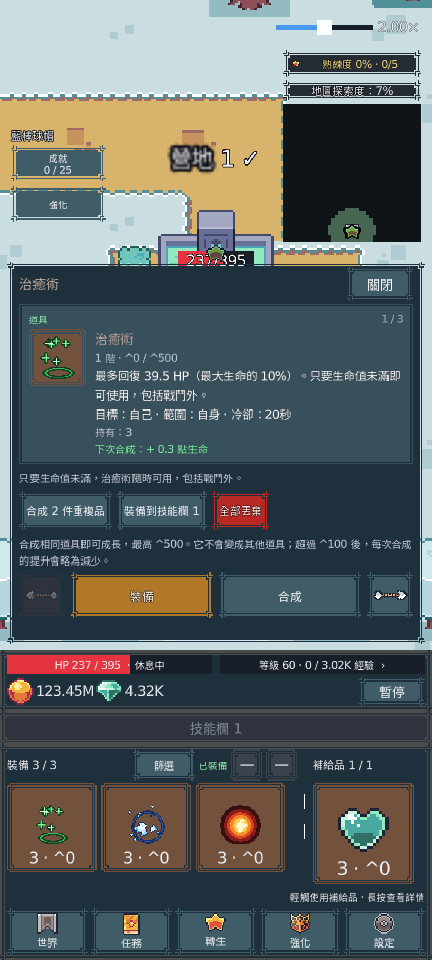 2.00×
熟練度 0% · 0/5
地區探索度：7%
藍棒球帽
成就
0 / 25
強化
營地 1 ✓
237/395
治癒術
關閉
道具
1 / 3
治癒術
1 階 · ^0 / ^500
最多回復 39.5 HP（最大生命的 10%）。只要生命值未滿即
可使用，包括戰鬥外。
目標：自己 · 範圍：自身 · 冷卻：20秒
持有：3
下次合成：+ 0.3 點生命
只要生命值未滿，治癒術隨時可用，包括戰鬥外。
合成 2 件重複品
裝備到技能欄 1
全部丟棄
合成相同道具即可成長，最高 ^500。它不會變成其他道具；超過 ^100 後，每次合成
的提升會略為減少。
裝備
合成
HP 237 / 395 · 休息中
等級 60 · 0 / 3.02K 經驗 ›
123.45M
4.32K
暫停
技能欄 1
裝備 3 / 3
篩選
已裝備
補給品 1 / 1
3 · ^0
3 · ^0
3 · ^0
3 · ^0
輕觸使用補給品，長按查看詳情
世界
任務
轉生
強化
設定